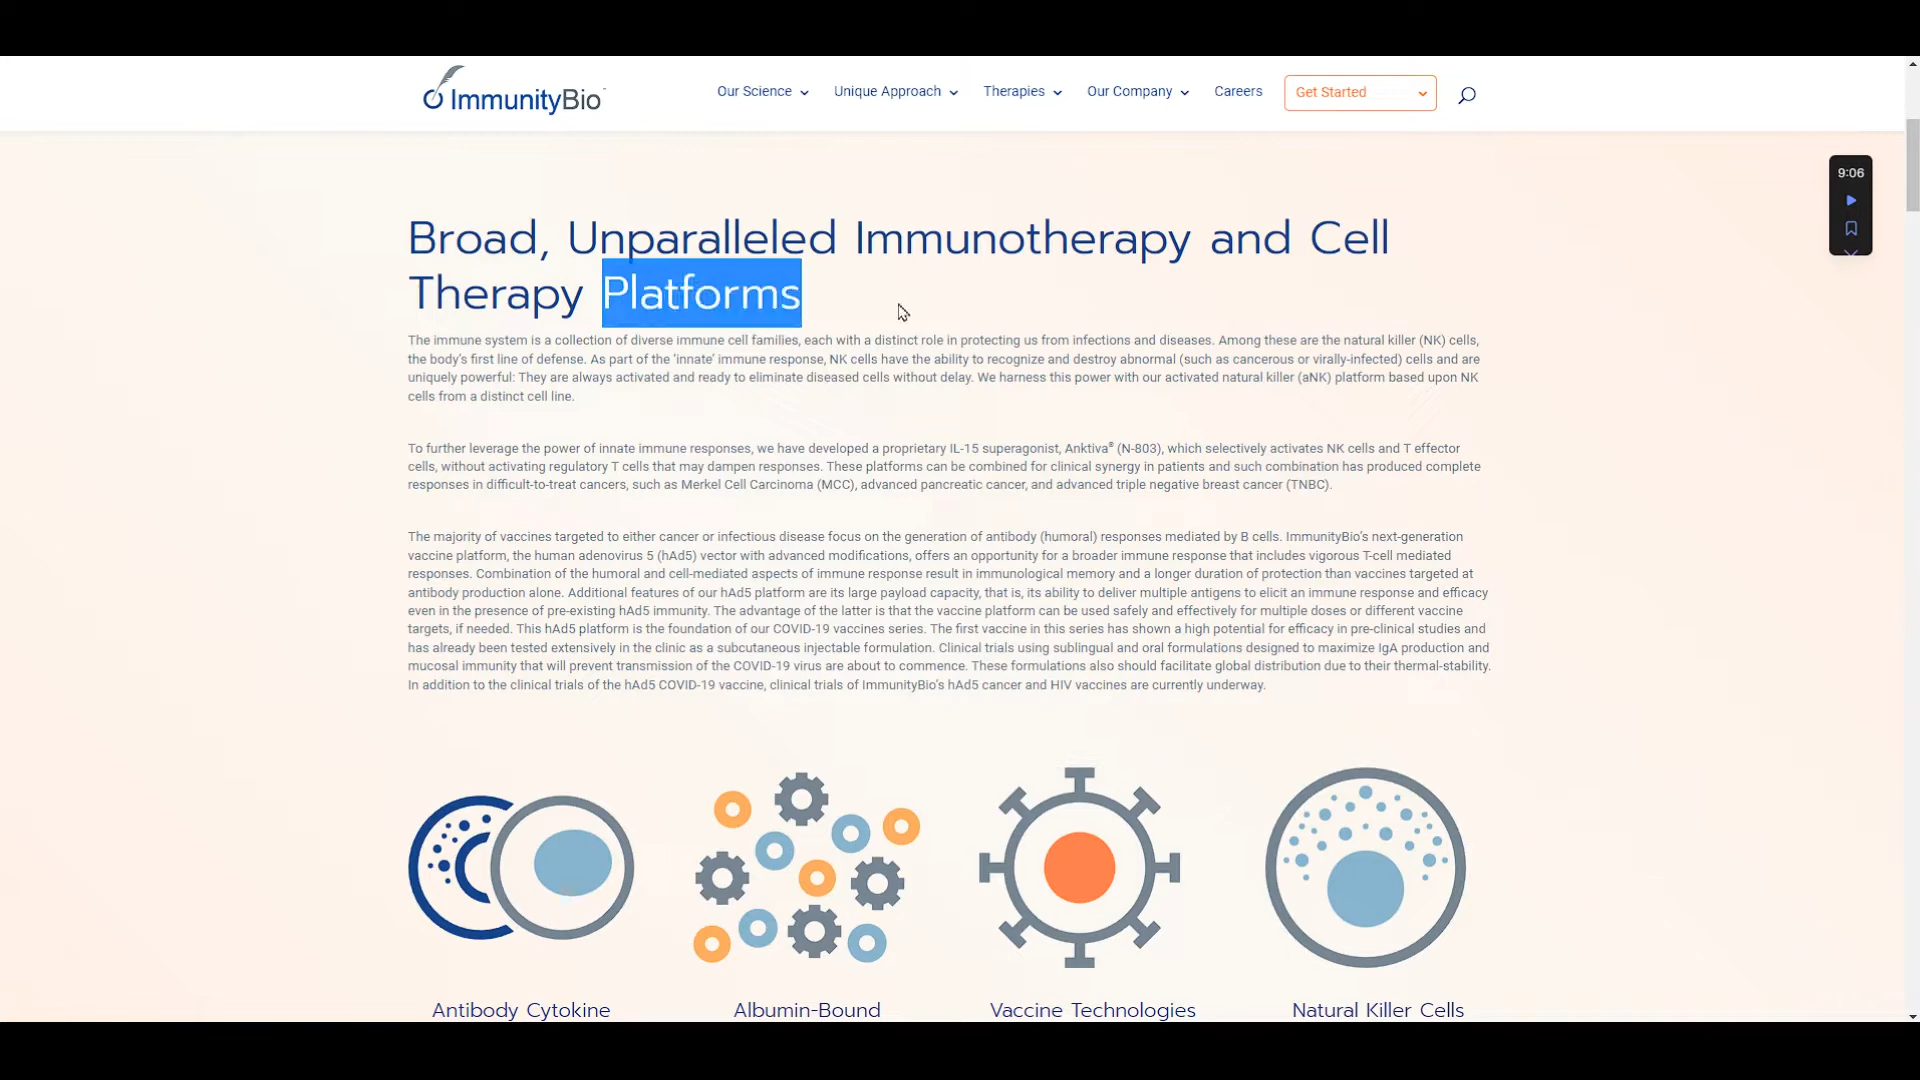 ImmunityBio
Our Science Unique Approach Therapies Our Company Careers Get Started
9:06
Broad, Unparalleled Immunotherapy and Cell
Therapy Platforms
The immune system is a collection of diverse immune cell families, each with a distinct role in protecting us from infections and diseases. Among these are the natural killer (NK) cells,
the body's first line of defense. As part of the 'innate' immune response, NK cells have the ability to recognize and destroy abnormal (such as cancerous or virally-infected) cells and are
uniquely powerful: They are always activated and ready to eliminate diseased cells without delay. We harness this power with our activated natural killer (aNK) platform based upon NK
cells from a distinct cell line.
To further leverage the power of innate immune responses, we have developed a proprietary IL-15 superagonist, Anktiva® (N-803), which selectively activates NK cells and T effector
cells, without activating regulatory T cells that may dampen responses. These platforms can be combined for clinical synergy in patients and such combination has produced complete
responses in difficult-to-treat cancers, such as Merkel Cell Carcinoma (MCC), advanced pancreatic cancer, and advanced triple negative breast cancer (TNBC).
The majority of vaccines targeted to either cancer or infectious disease focus on the generation of antibody (humoral) responses mediated by B cells. ImmunityBio's next-generation
vaccine platform, the human adenovirus 5 (hAd5) vector with advanced modifications, offers an opportunity for a broader immune response that includes vigorous T-cell mediated
responses. Combination of the humoral and cell-mediated aspects of immune response result in immunological memory and a longer duration of protection than vaccines targeted at
antibody production alone. Additional features of our hAd5 platform are its large payload capacity, that is, its ability to deliver multiple antigens to elicit an immune response and efficacy
even in the presence of pre-existing hAd5 immunity. The advantage of the latter is that the vaccine platform can be used safely and effectively for multiple doses or different vaccine
targets, if needed. This hAd5 platform is the foundation of our COVID-19 vaccines series. The first vaccine in this series has shown a high potential for efficacy in pre-clinical studies and
has already been tested extensively in the clinic as a subcutaneous injectable formulation. Clinical trials using sublingual and oral formulations designed to maximize IgA production and
mucosal immunity that will prevent transmission of the COVID-19 virus are about to commence. These formulations also should facilitate global distribution due to their thermal-stability.
In addition to the clinical trials of the hAd5 COVID-19 vaccine, clinical trials of ImmunityBio's hAd5 cancer and HIV vaccines are currently underway.
Antibody Cytokine Albumin-Bound Vaccine Technologies Natural Killer Cells